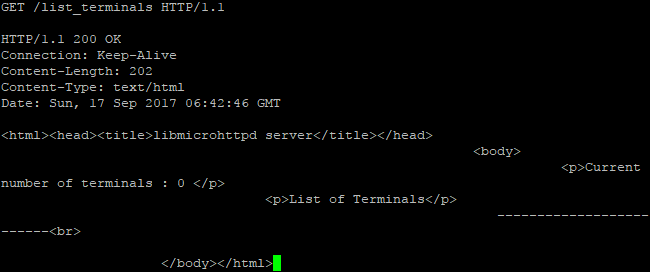 GET /list_terminals HTTP/1.1

HTTP/1.1 200 OK
Connection: Keep-Alive
Content-Length: 202
Content-Type: text/html
Date: Sun, 17 Sep 2017 06:42:46 GMT

<html><head><title>libmicrohttpd server</title></head>
<body>
<p>Current
number of terminals : 0 </p>
<p>List of Terminals</p>
-------------------
------<br>

</body></html>